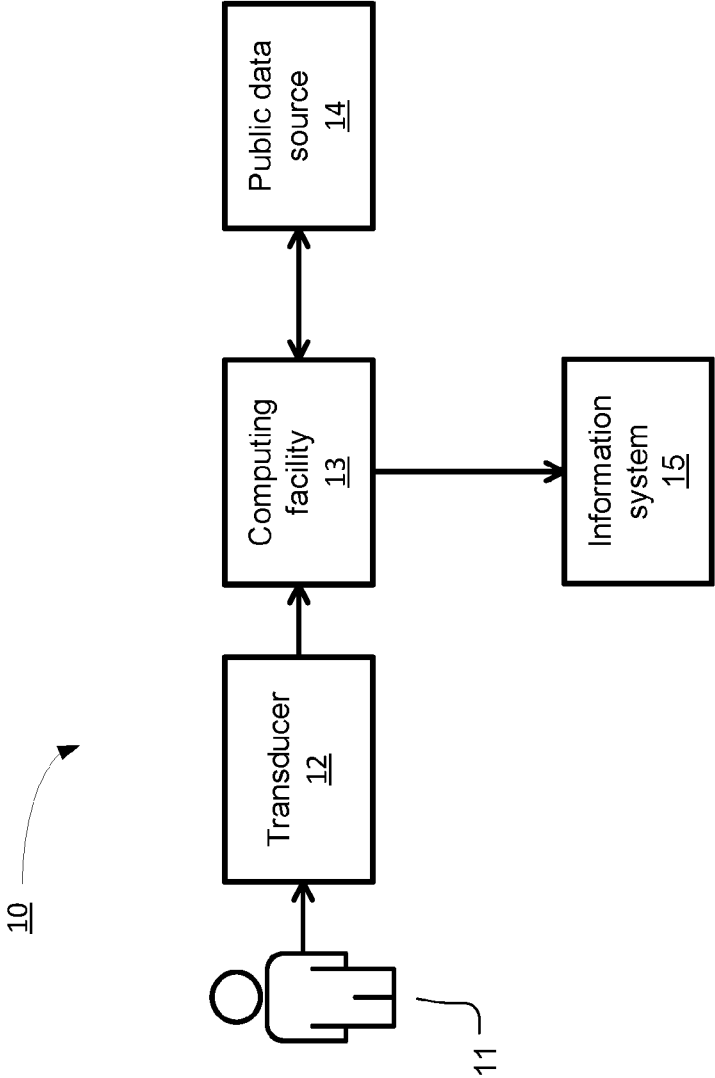 10
11
Transducer
12
Computing
facility
13
Public data
source
14
Information
system
15